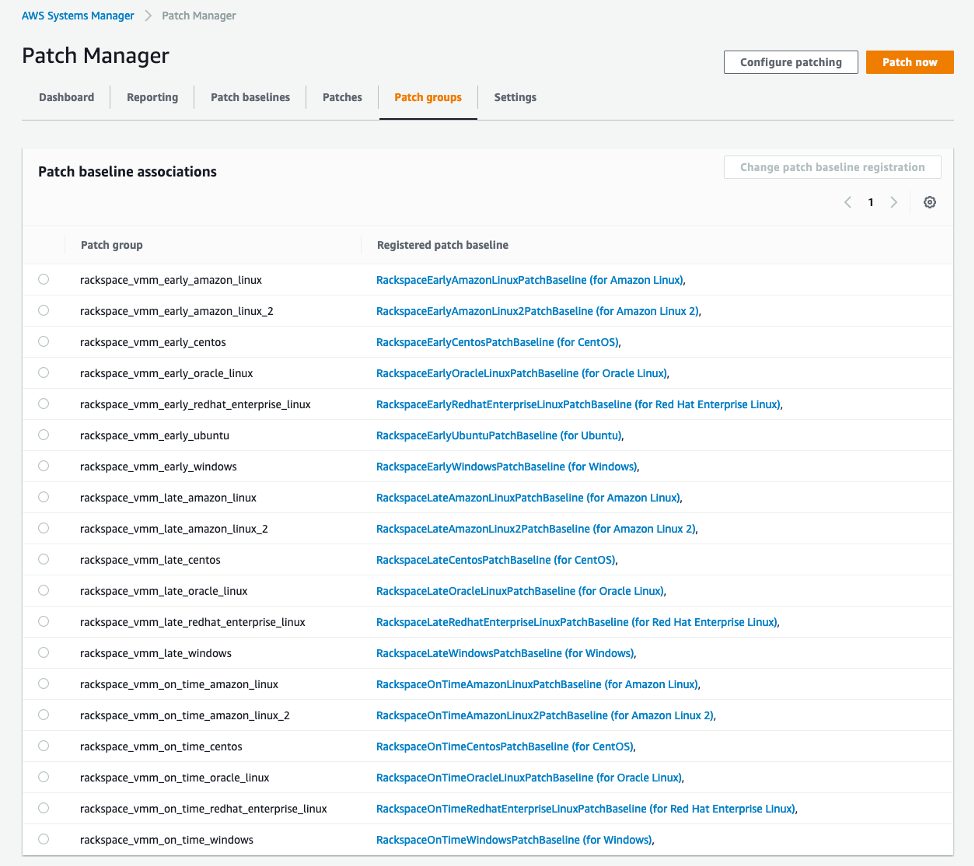 AWS Systems Manager > Patch Manager
Patch Manager
Configure patching Patch now
Dashboard Reporting Patch baselines Patches Patch groups Settings
Patch baseline associations
Change patch baseline registration
1
Patch group Registered patch baseline
rackspace_vmm_early_amazon_linux RackspaceEarlyAmazonLinuxPatchBaseline (for Amazon Linux),
rackspace_vmm_early_amazon_linux_2 RackspaceEarlyAmazonLinux2PatchBaseline (for Amazon Linux 2),
rackspace_vmm_early_centos RackspaceEarlyCentosPatchBaseline (for CentOS),
rackspace_vmm_early_oracle_linux RackspaceEarlyOracleLinuxPatchBaseline (for Oracle Linux),
rackspace_vmm_early_redhat_enterprise_linux RackspaceEarlyRedhatEnterpriseLinuxPatchBaseline (for Red Hat Enterprise Linux),
rackspace_vmm_early_ubuntu RackspaceEarlyUbuntuPatchBaseline (for Ubuntu),
rackspace_vmm_early_windows RackspaceEarlyWindowsPatchBaseline (for Windows),
rackspace_vmm_late_amazon_linux RackspaceLateAmazonLinuxPatchBaseline (for Amazon Linux),
rackspace_vmm_late_amazon_linux_2 RackspaceLateAmazonLinux2PatchBaseline (for Amazon Linux 2),
rackspace_vmm_late_centos RackspaceLateCentosPatchBaseline (for CentOS),
rackspace_vmm_late_oracle_linux RackspaceLateOracleLinuxPatchBaseline (for Oracle Linux),
rackspace_vmm_late_redhat_enterprise_linux RackspaceLateRedhatEnterpriseLinuxPatchBaseline (for Red Hat Enterprise Linux),
rackspace_vmm_late_windows RackspaceLateWindowsPatchBaseline (for Windows),
rackspace_vmm_on_time_amazon_linux RackspaceOnTimeAmazonLinuxPatchBaseline (for Amazon Linux),
rackspace_vmm_on_time_amazon_linux_2 RackspaceOnTimeAmazonLinux2PatchBaseline (for Amazon Linux 2),
rackspace_vmm_on_time_centos RackspaceOnTimeCentosPatchBaseline (for CentOS),
rackspace_vmm_on_time_oracle_linux RackspaceOnTimeOracleLinuxPatchBaseline (for Oracle Linux),
rackspace_vmm_on_time_redhat_enterprise_linux RackspaceOnTimeRedhatEnterpriseLinuxPatchBaseline (for Red Hat Enterprise Linux),
rackspace_vmm_on_time_windows RackspaceOnTimeWindowsPatchBaseline (for Windows),